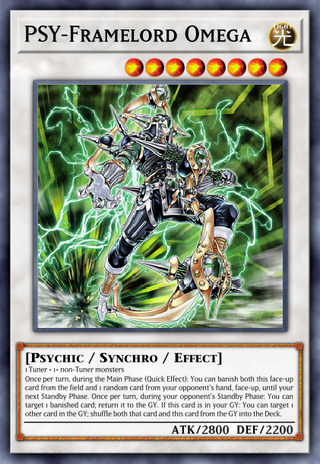 PSY-Framelord Omega
LIGHT
光
[Psychic / Synchro / Effect]
1 Tuner + 1+ non-Tuner monsters
Once per turn, during the Main Phase (Quick Effect): You can banish both this face-up
card from the field and 1 random card from your opponent's hand, face-up, until your
next Standby Phase. Once per turn, during your opponent's Standby Phase: You can
target 1 banished card; return it to the GY. If this card is in your GY: You can target 1
other card in the GY; shuffle both that card and this card from the GY into the Deck.
ATK/2800 DEF/2200